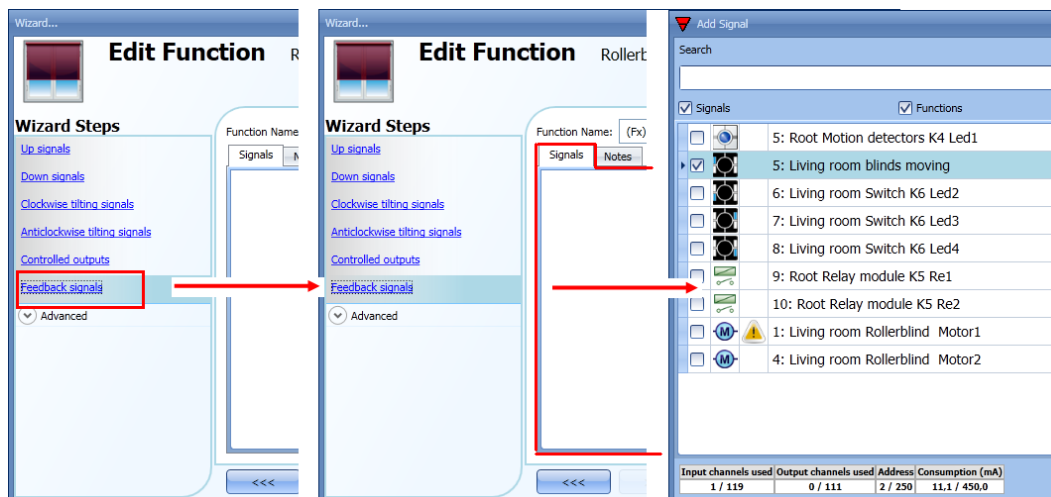 Wizard...
Edit Function R
Wizard Steps
Up signals
Down signals
Clockwise tilting signals
Anticlockwise tilting signals
Controlled outputs
Feedback signals
Advanced
Function Name
Signals N
<<<
Wizard...
Edit Function Rollerb
Wizard Steps
Up signals
Down signals
Clockwise tilting signals
Anticlockwise tilting signals
Controlled outputs
Feedback signals
Advanced
Function Name: (Fx)
Signals Notes
<<<
Add Signal
Search
Signals Functions
5: Root Motion detectors K4 Led1
5: Living room blinds moving
6: Living room Switch K6 Led2
7: Living room Switch K6 Led3
8: Living room Switch K6 Led4
9: Root Relay module K5 Re1
10: Root Relay module K5 Re2
M 1: Living room Rollerblind Motor1
M 4: Living room Rollerblind Motor2
Input channels used Output channels used Address Consumption (mA)
1 / 119 0 / 111 2 / 250 11,1 / 450,0